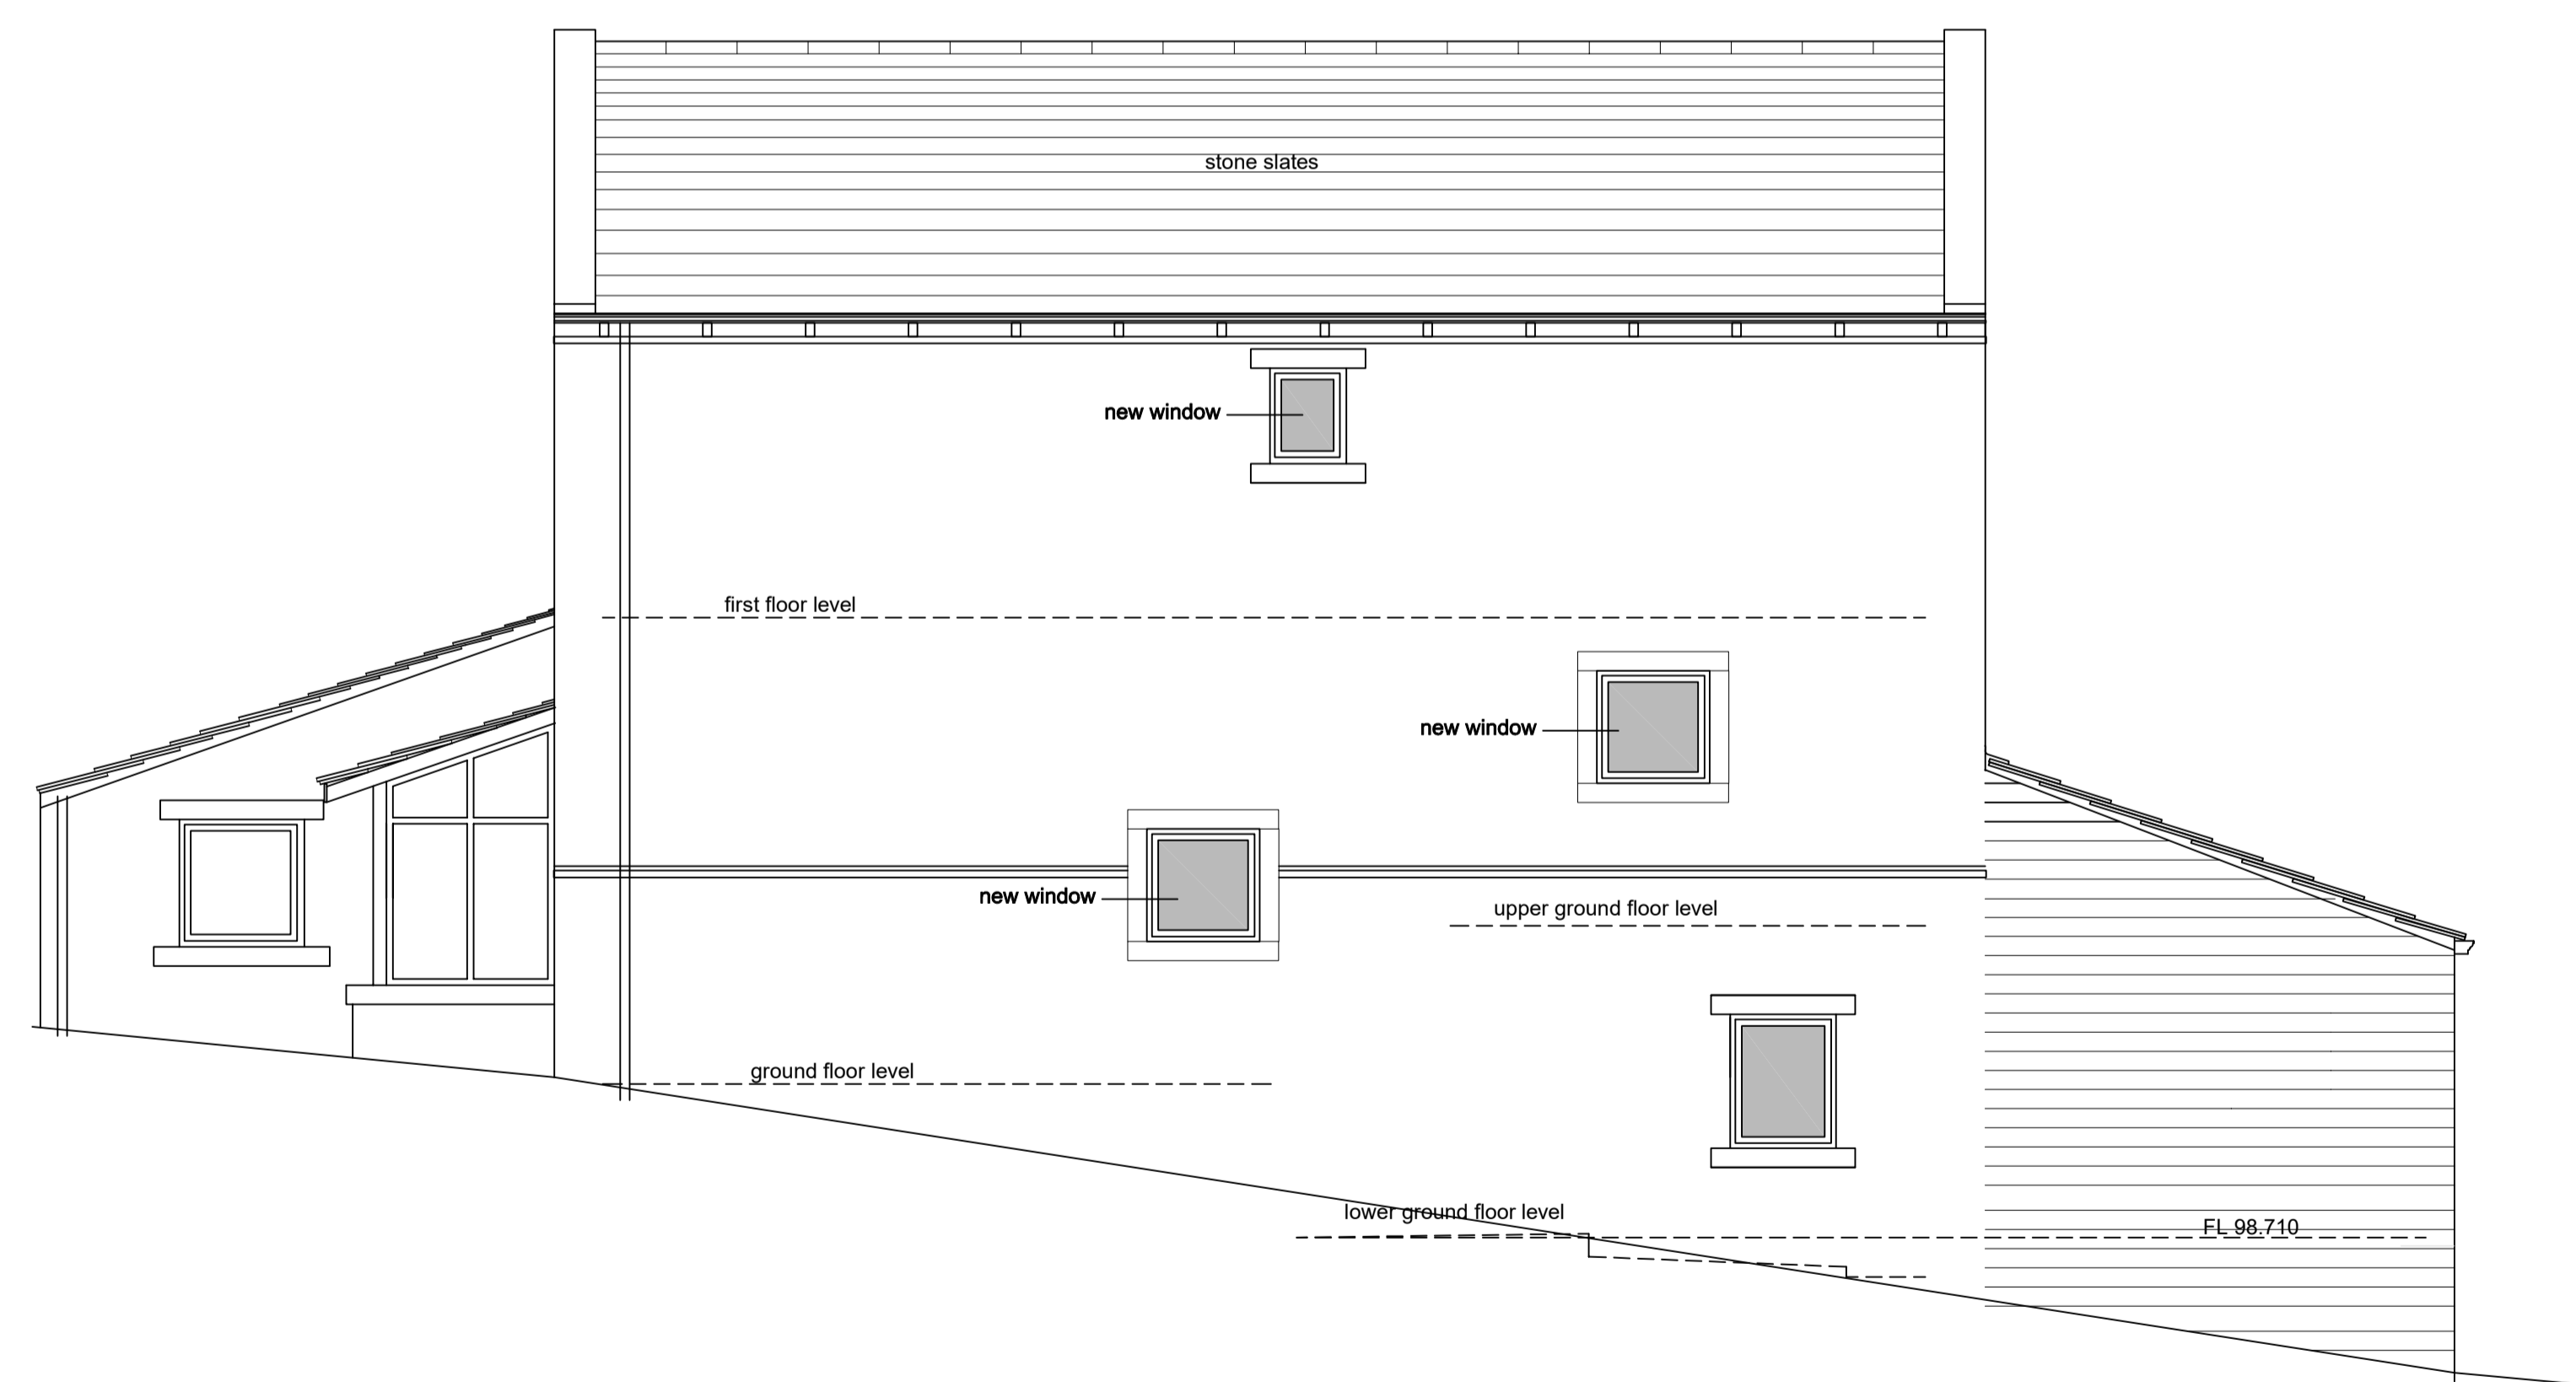 stone slates
new window
first floor level
new window
new window
upper ground floor level
ground floor level
lower ground floor level
FL 98.710